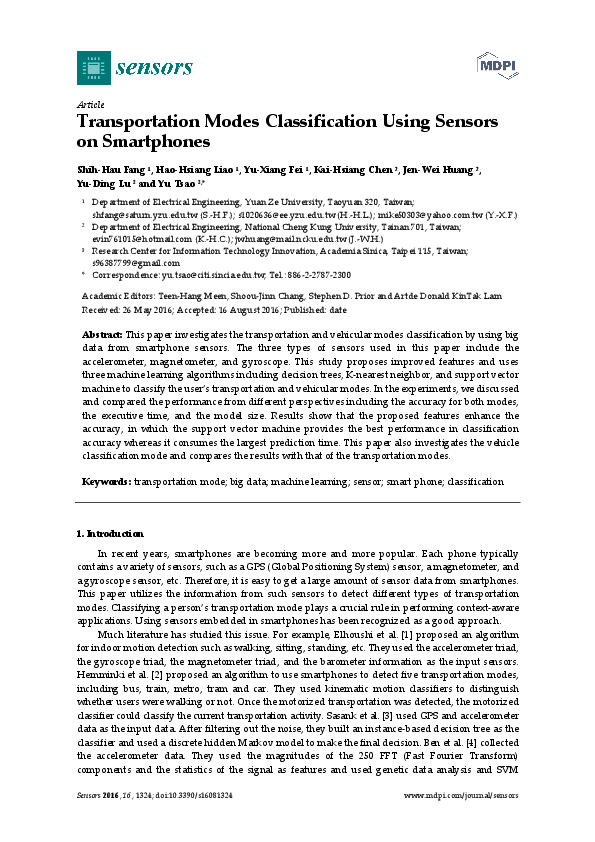 sensors
MDPI
Article
Transportation Modes Classification Using Sensors
on Smartphones
Shih-Hau Fang 1, Hao-Hsiang Liao 1, Yu-Xiang Fei 1, Kai-Hsiang Chen 2, Jen-Wei Huang 2,
Yu-Ding Lu 3 and Yu Tsao 3,*
1 Department of Electrical Engineering, Yuan Ze University, Taoyuan 320, Taiwan;
shfang@saturn.yzu.edu.tw (S.-H.F.); s1020636@ee.yzu.edu.tw (H.-H.L.); mike50303@yahoo.com.tw (Y.-X.F.)
2 Department of Electrical Engineering, National Cheng Kung University, Tainan 701, Taiwan;
evin761015@hotmail.com (K.-H.C.); jwhuang@mail.ncku.edu.tw (J.-W.H.)
3 Research Center for Information Technology Innovation, Academia Sinica, Taipei 115, Taiwan;
s96387799@gmail.com
* Correspondence: yu.tsao@citi.sinica.edu.tw; Tel.: 886-2-2787-2300
Academic Editors: Teen-Hang Meen, Shoou-Jinn Chang, Stephen D. Prior and Artde Donald KinTak Lam
Received: 26 May 2016; Accepted: 16 August 2016; Published: date
Abstract: This paper investigates the transportation and vehicular modes classification by using big
data from smartphone sensors. The three types of sensors used in this paper include the
accelerometer, magnetometer, and gyroscope. This study proposes improved features and uses
three machine learning algorithms including decision trees, K-nearest neighbor, and support vector
machine to classify the user's transportation and vehicular modes. In the experiments, we discussed
and compared the performance from different perspectives including the accuracy for both modes,
the executive time, and the model size. Results show that the proposed features enhance the
accuracy, in which the support vector machine provides the best performance in classification
accuracy whereas it consumes the largest prediction time. This paper also investigates the vehicle
classification mode and compares the results with that of the transportation modes.
Keywords: transportation mode; big data; machine learning; sensor; smart phone; classification
1. Introduction
In recent years, smartphones are becoming more and more popular. Each phone typically
contains a variety of sensors, such as a GPS (Global Positioning System) sensor, a magnetometer, and
a gyroscope sensor, etc. Therefore, it is easy to get a large amount of sensor data from smartphones.
This paper utilizes the information from such sensors to detect different types of transportation
modes. Classifying a person's transportation mode plays a crucial rule in performing context-aware
applications. Using sensors embedded in smartphones has been recognized as a good approach.
Much literature has studied this issue. For example, Elhoushi et al. [1] proposed an algorithm
for indoor motion detection such as walking, sitting, standing, etc. They used the accelerometer triad,
the gyroscope triad, the magnetometer triad, and the barometer information as the input sensors.
Hemminki et al. [2] proposed an algorithm to use smartphones to detect five transportation modes,
including bus, train, metro, tram and car. They used kinematic motion classifiers to distinguish
whether users were walking or not. Once the motorized transportation was detected, the motorized
classifier could classify the current transportation activity. Sasank et al. [3] used GPS and accelerometer
data as the input data. After filtering out the noise, they built an instance-based decision tree as the
classifier and used a discrete hidden Markov model to make the final decision. Ben et al. [4] collected
the accelerometer data. They used the magnitudes of the 250 FFT (Fast Fourier Transform)
components and the statistics of the signal as features and used genetic data analysis and SVM
Sensors 2016, 16, 1324; doi:10.3390/s16081324
www.mdpi.com/journal/sensors